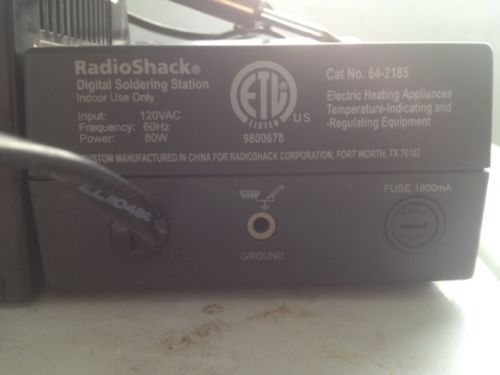 RadioShack®
Digital Soldering Station
Indoor Use Only
Input: 120VAC
Frequency: 60Hz
Power: 80W
ETL
LISTED
US
9800678
Cat No. 64-2185
Electric Heating Appliances
Temperature-Indicating and
-Regulating Equipment
CUSTOM MANUFACTURED IN CHINA FOR RADIOSHACK CORPORATION, FORT WORTH, TX 76102
GROUND
FUSE 1600mA